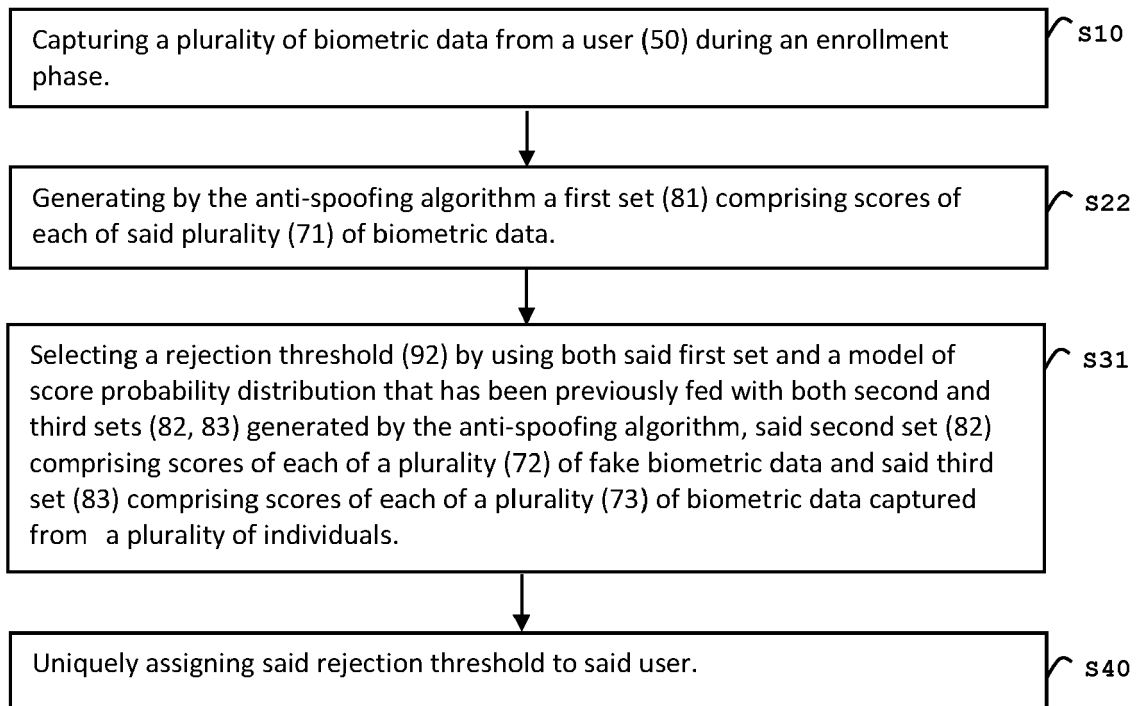 Capturing a plurality of biometric data from a user (50) during an enrollment
phase.
S10
Generating by the anti-spoofing algorithm a first set (81) comprising scores of
each of said plurality (71) of biometric data.
S22
Selecting a rejection threshold (92) by using both said first set and a model of
score probability distribution that has been previously fed with both second and
third sets (82, 83) generated by the anti-spoofing algorithm, said second set (82)
comprising scores of each of a plurality (72) of fake biometric data and said third
set (83) comprising scores of each of a plurality (73) of biometric data captured
from a plurality of individuals.
S31
Uniquely assigning said rejection threshold to said user.
S40